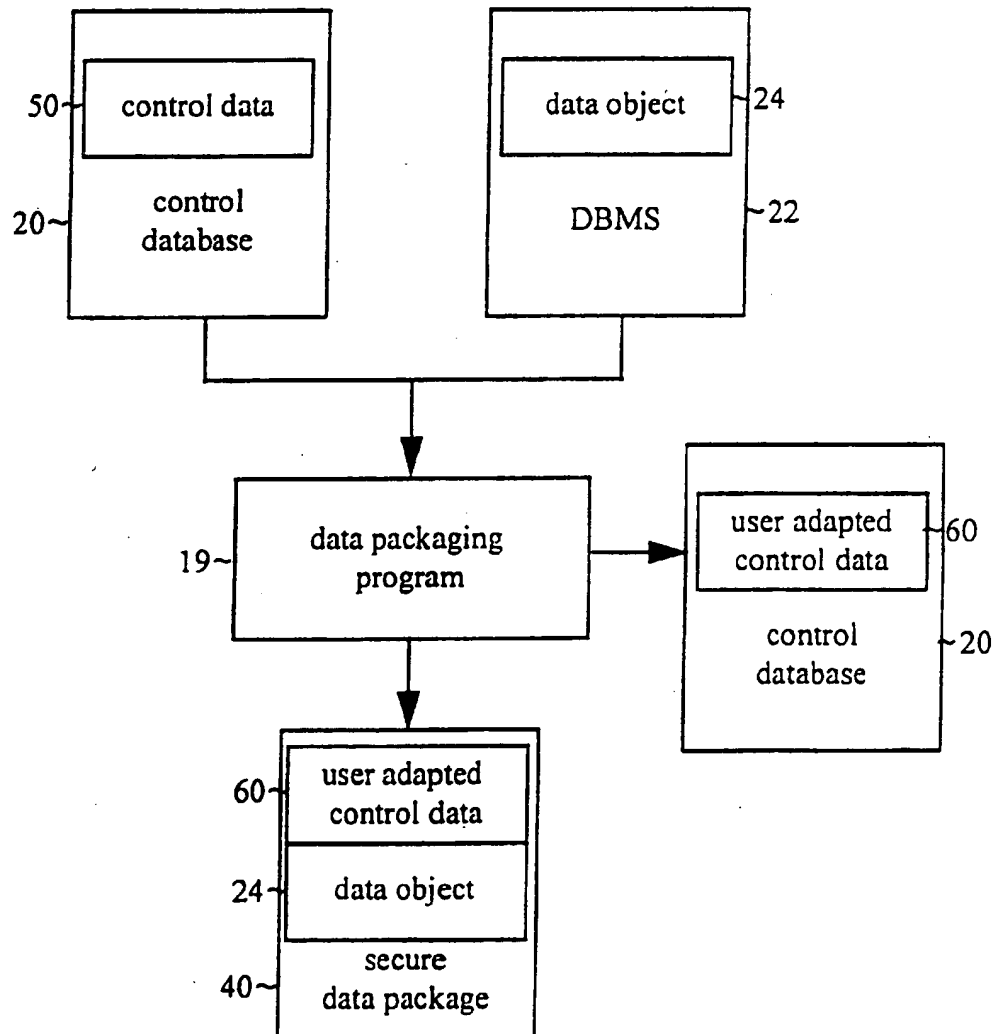 50
control data
data object
24
20
control
database
DBMS
22
19
data packaging
program
user adapted
control data
60
control
database
20
60
user adapted
control data
24
data object
40
secure
data package